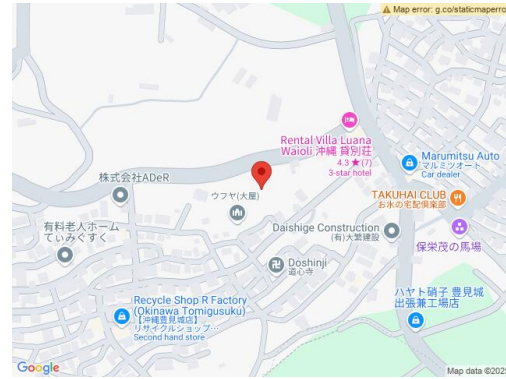 Map error: g.co/staticmaperro
Rental Villa Luana
Waioli 沖縄 貸別荘
4.3 ★ (7)
3-star hotel
Marumitsu Auto
マルミツオート
Car dealer
株式会社ADeR
ウフヤ(大屋)
TAKUHAI CLUB
お水の宅配倶楽部
有料老人ホーム
ていみぐすく
Daishige Construction
(有)大繁建設
保栄茂の馬場
Doshinji
道心寺
Recycle Shop R Factory
(Okinawa Tomigusuku)
【沖縄豊見城店】
リサイクルショップ…
Second hand store
ハヤト硝子 豊見城
出張兼工場店
Google
Map data ©2025